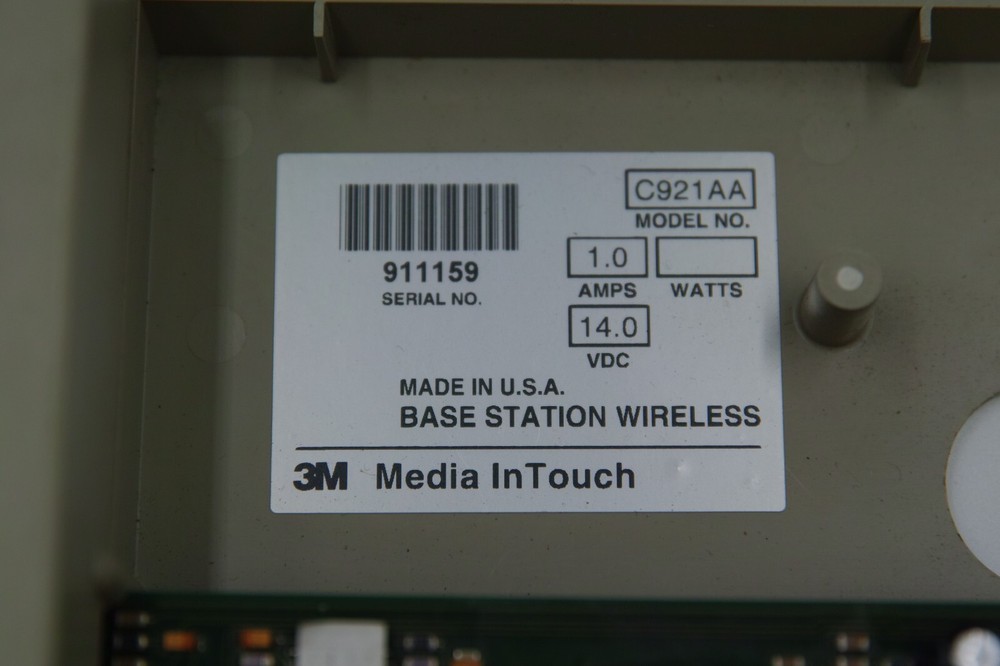 911159
SERIAL NO.
C921AA
MODEL NO.
1.0
AMPS WATTS
14.0
VDC
MADE IN U.S.A.
BASE STATION WIRELESS
3M Media InTouch